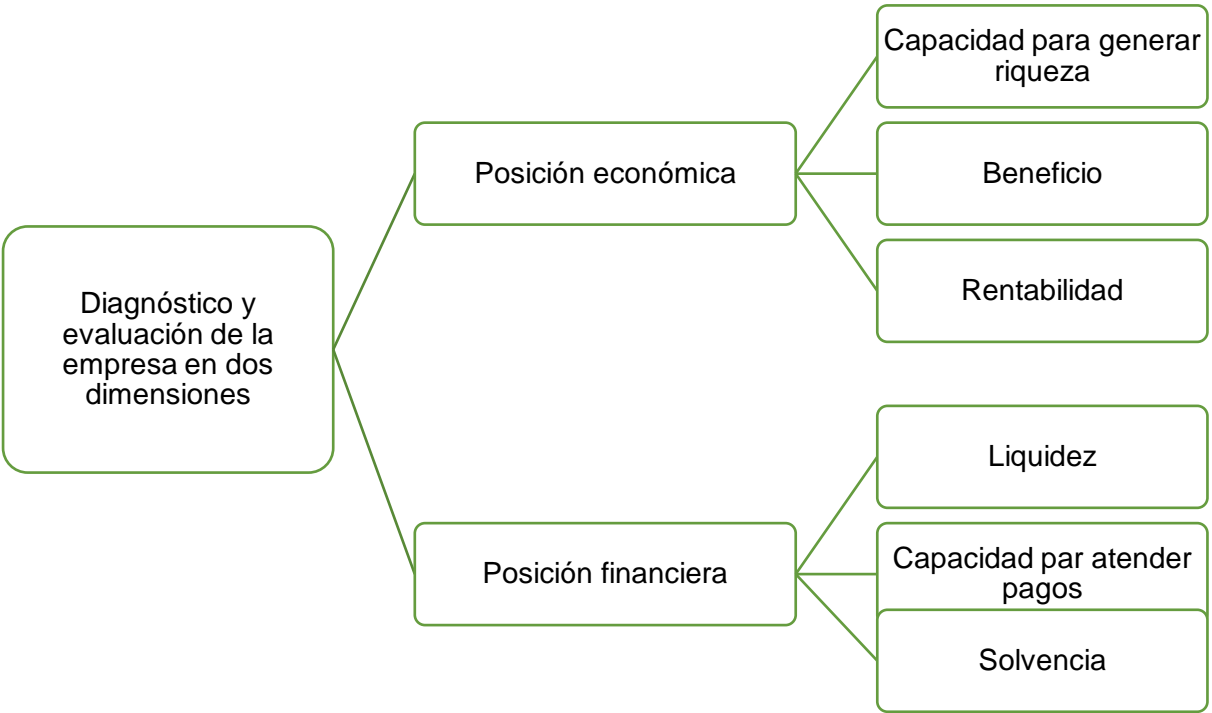 Diagnóstico y
evaluación de la
empresa en dos
dimensiones
Posición económica
Capacidad para generar
riqueza
Beneficio
Rentabilidad
Posición financiera
Liquidez
Capacidad par atender
pagos
Solvencia